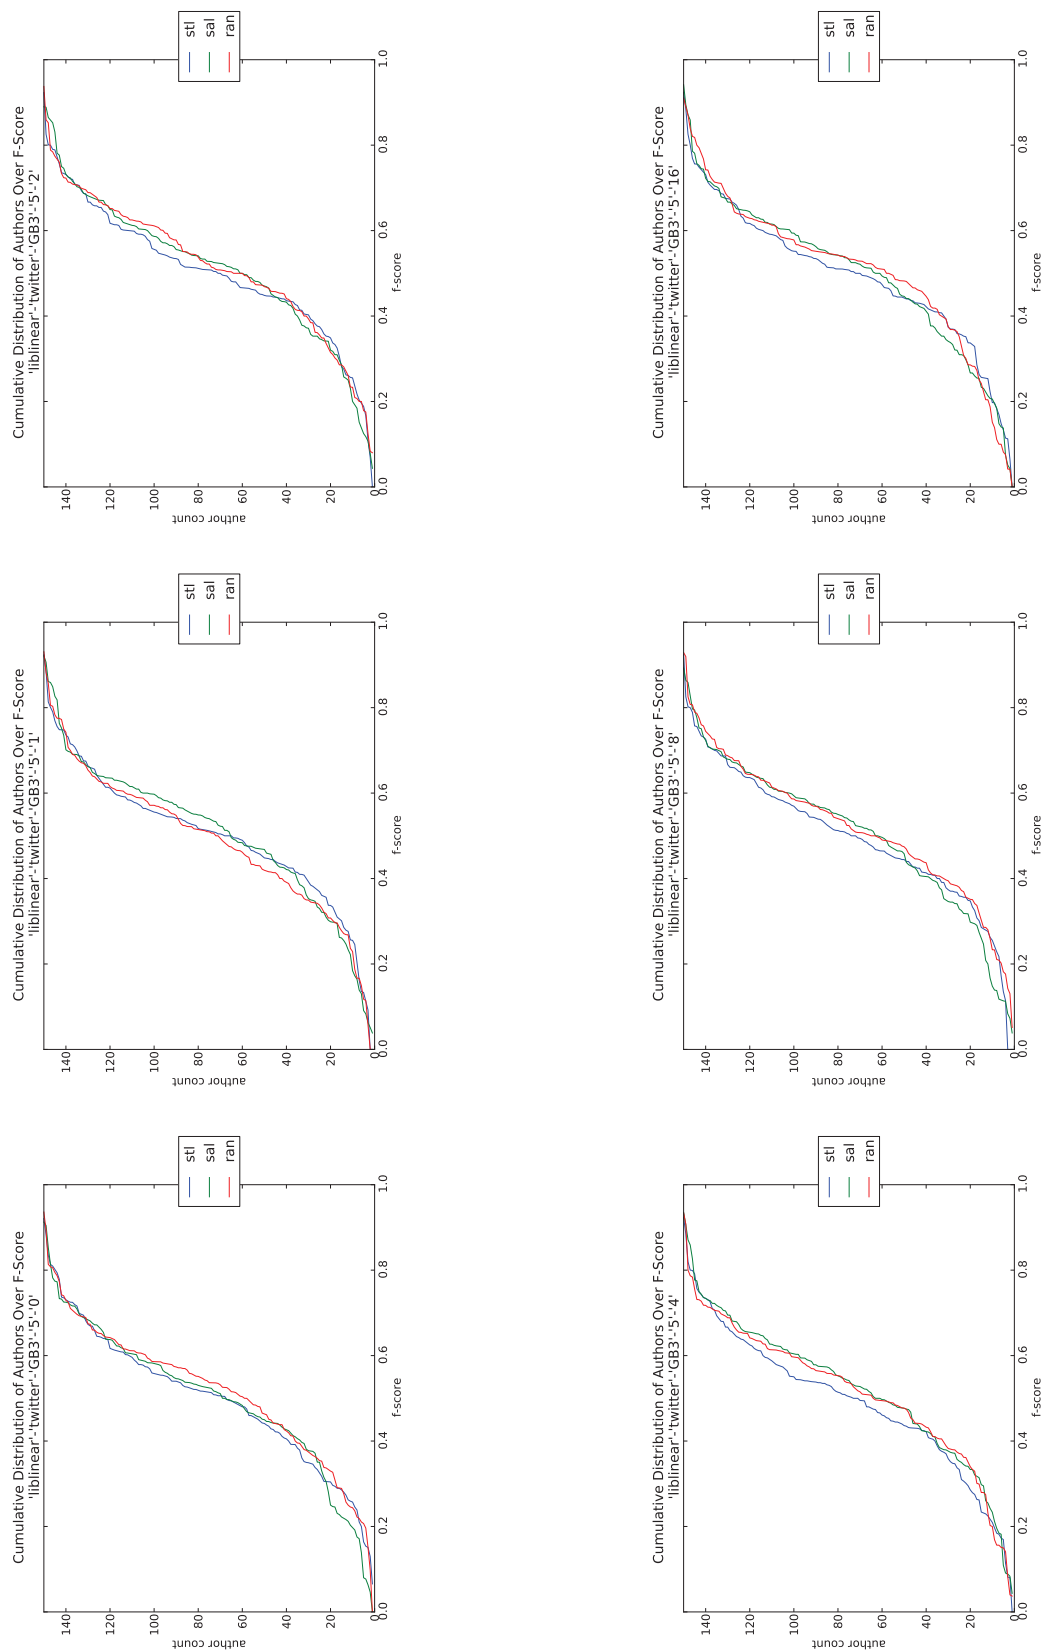 Cumulative Distribution of Authors Over F-Score
'liblinear'-'twitter'-'GB3'-'5'-'0'
author count
140
120
100
80
60
40
20
0
0.0 0.2 0.4 0.6 0.8 1.0
f-score
stl
sal
ran
Cumulative Distribution of Authors Over F-Score
'liblinear'-'twitter'-'GB3'-'5'-'1'
author count
140
120
100
80
60
40
20
0
0.0 0.2 0.4 0.6 0.8 1.0
f-score
stl
sal
ran
Cumulative Distribution of Authors Over F-Score
'liblinear'-'twitter'-'GB3'-'5'-'2'
author count
140
120
100
80
60
40
20
0
0.0 0.2 0.4 0.6 0.8 1.0
f-score
stl
sal
ran
Cumulative Distribution of Authors Over F-Score
'liblinear'-'twitter'-'GB3'-'5'-'4'
author count
140
120
100
80
60
40
20
0
0.0 0.2 0.4 0.6 0.8 1.0
f-score
stl
sal
ran
Cumulative Distribution of Authors Over F-Score
'liblinear'-'twitter'-'GB3'-'5'-'8'
author count
140
120
100
80
60
40
20
0
0.0 0.2 0.4 0.6 0.8 1.0
f-score
stl
sal
ran
Cumulative Distribution of Authors Over F-Score
'liblinear'-'twitter'-'GB3'-'5'-'16'
author count
140
120
100
80
60
40
20
0
0.0 0.2 0.4 0.6 0.8 1.0
f-score
stl
sal
ran